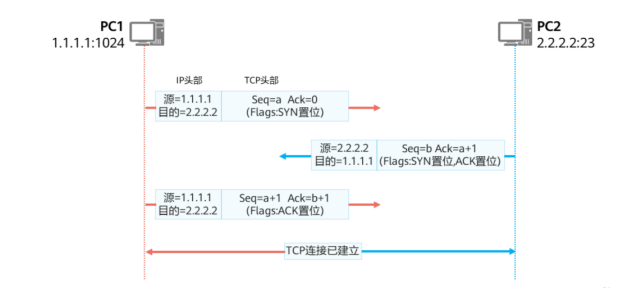 PC1
1.1.1.1:1024
PC2
2.2.2.2:23
IP头部
TCP头部
源=1.1.1.1
目的=2.2.2.2
Seq=a Ack=0
(Flags:SYN置位)
源=2.2.2.2
目的=1.1.1.1
Seq=b Ack=a+1
(Flags:SYN置位,ACK置位)
源=1.1.1.1
目的=2.2.2.2
Seq=a+1 Ack=b+1
(Flags:ACK置位)
TCP连接已建立